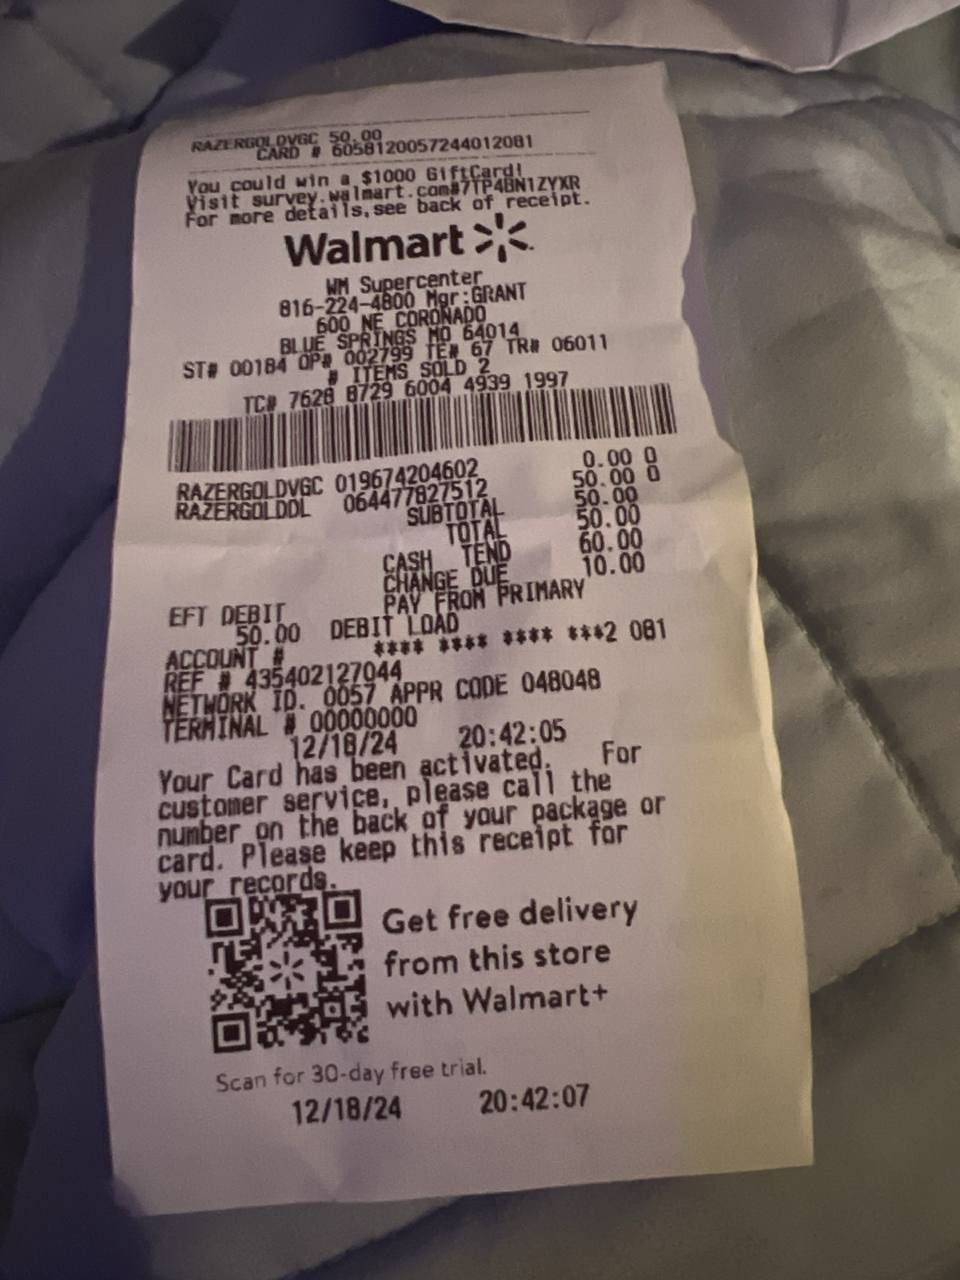 RAZERGOLDVGC 50.00
CARD # 6058120057244012081
You could win a $1000 GiftCard!
Visit survey.walmart.com#7TP4BN1ZYXR
For more details,see back of receipt.
Walmart
WM Supercenter
816-224-4800 Mgr:GRANT
600 NE CORONADO
BLUE SPRINGS MO 64014
ST# 00184 OP# 002799 TE# 67 TR# 06011
# ITEMS SOLD 2
TC# 7628 8729 6004 4939 1997
RAZERGOLDVGC 019674204602 0.00 0
RAZERGOLDDL 064477827512 50.00 0
SUBTOTAL 50.00
TOTAL 50.00
CASH TEND 60.00
CHANGE DUE 10.00
EFT DEBIT PAY FROM PRIMARY
50.00 DEBIT LOAD
ACCOUNT # **** **** **** ***2 081
REF # 435402127044
NETWORK ID. 0057 APPR CODE 048048
TERMINAL # 00000000
12/18/24 20:42:05
Your Card has been activated. For
customer service, please call the
number on the back of your package or
card. Please keep this receipt for
your records.
Get free delivery
from this store
with Walmart+
Scan for 30-day free trial.
12/18/24 20:42:07